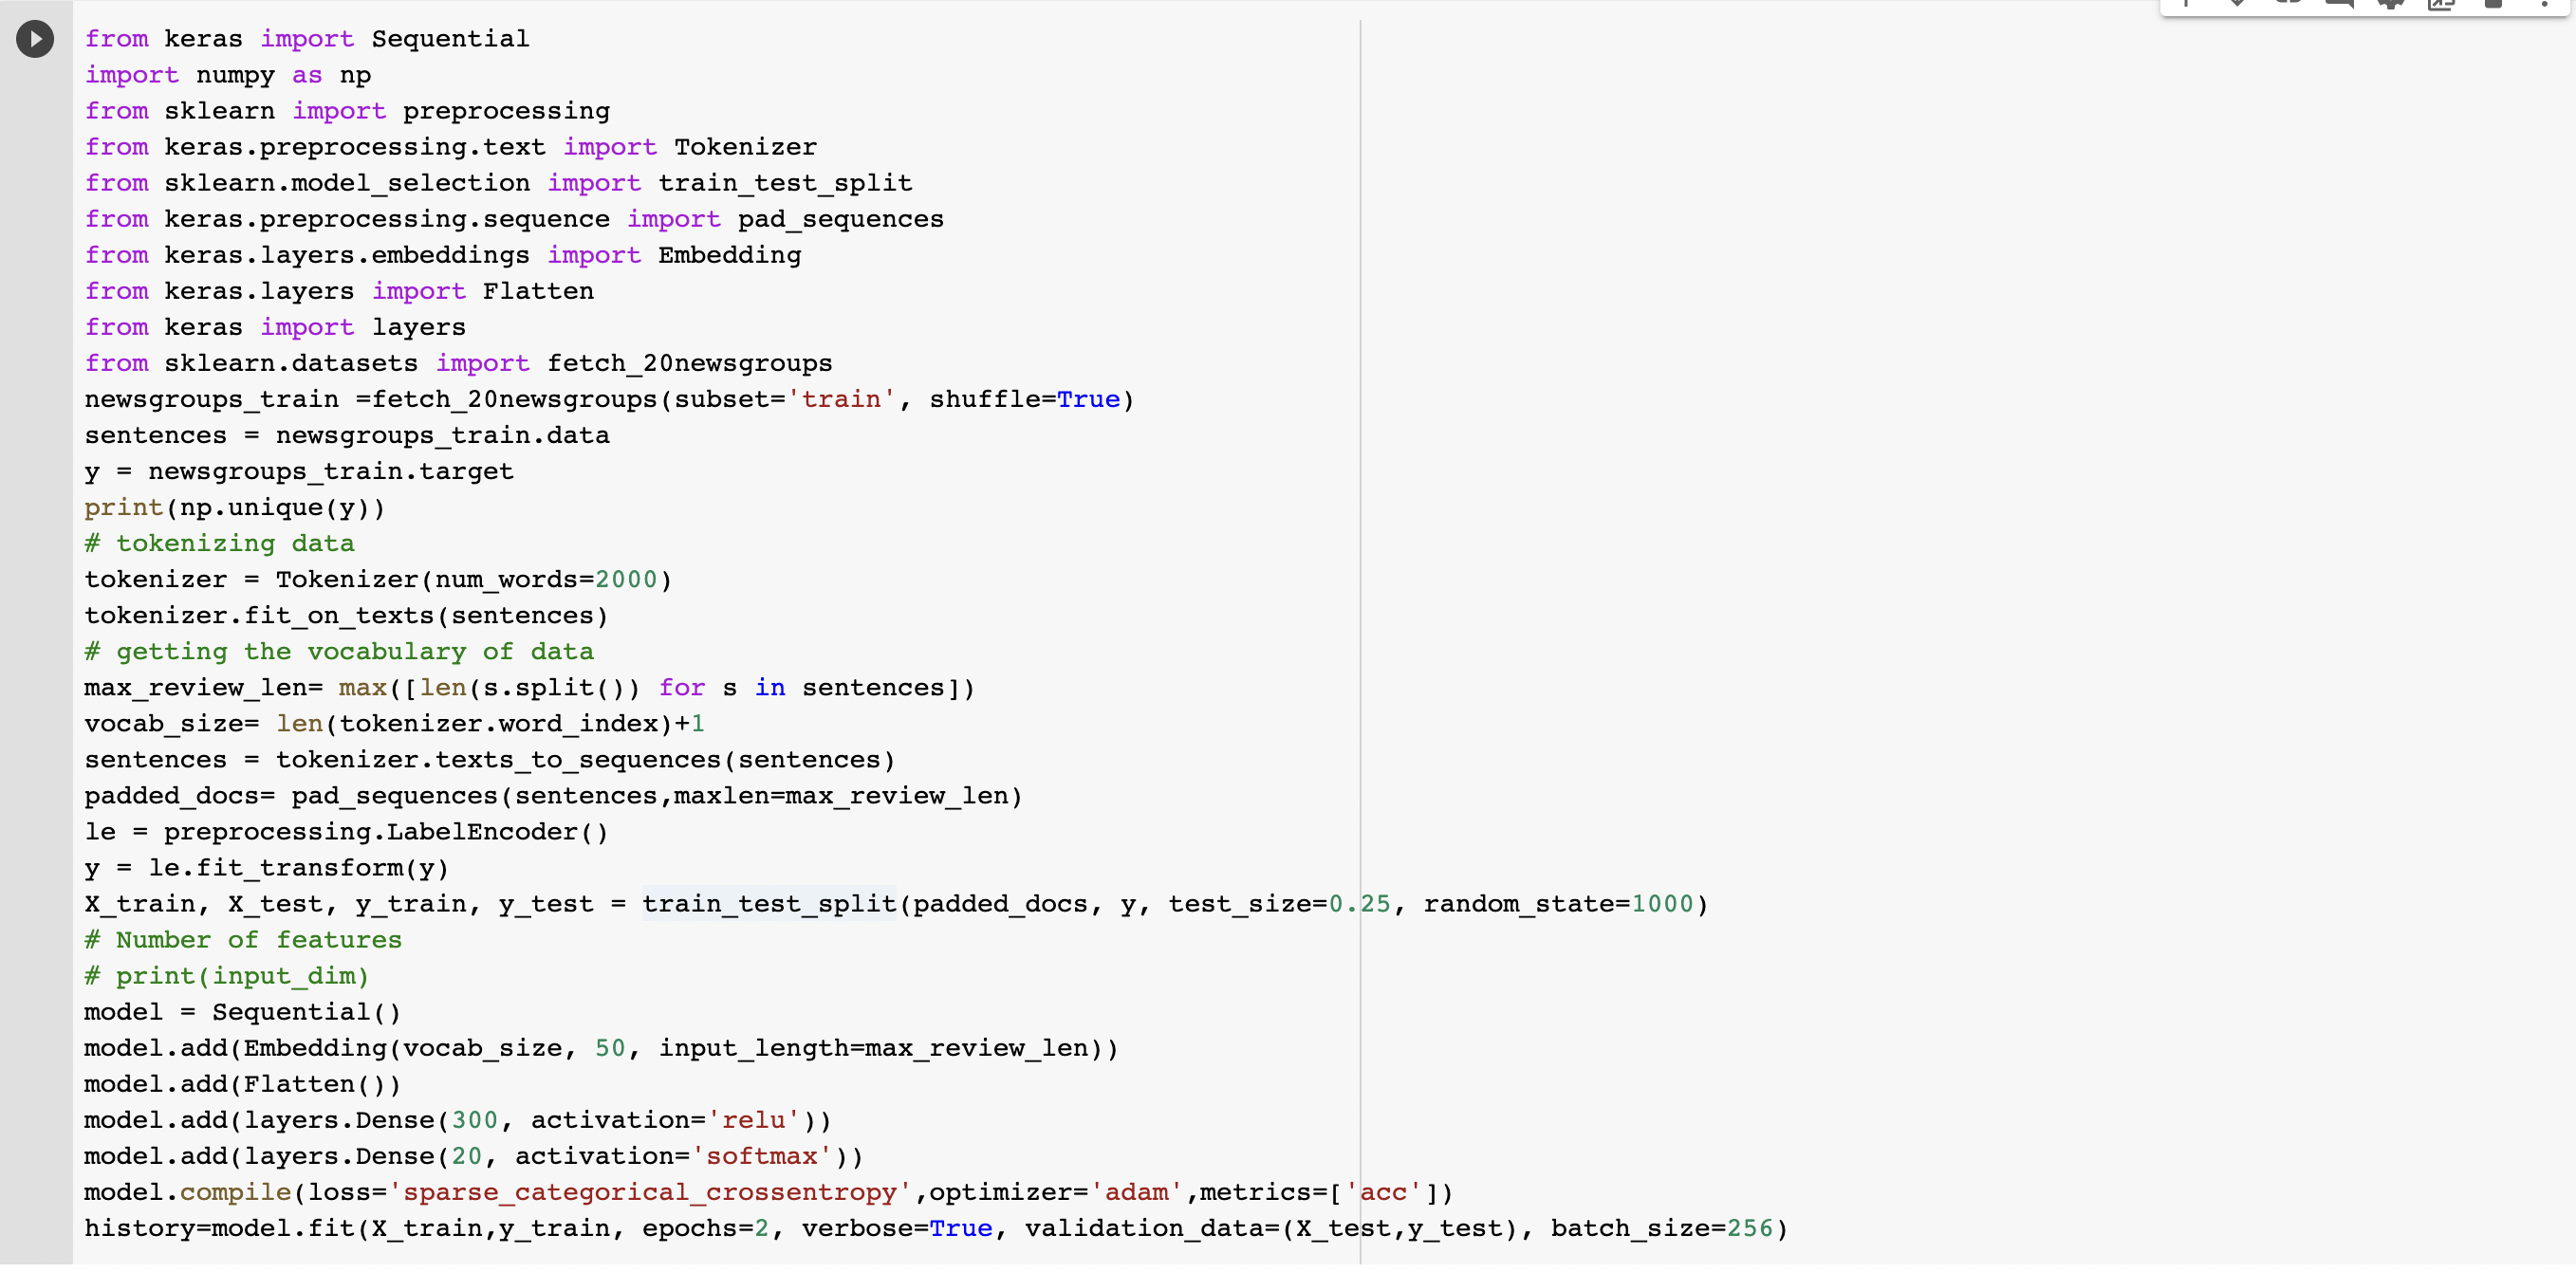 from keras import Sequential
import numpy as np
from sklearn import preprocessing
from keras.preprocessing.text import Tokenizer
from sklearn.model_selection import train_test_split
from keras.preprocessing.sequence import pad_sequences
from keras.layers.embeddings import Embedding
from keras.layers import Flatten
from keras import layers
from sklearn.datasets import fetch_20newsgroups
newsgroups_train =fetch_20newsgroups(subset='train', shuffle=True)
sentences = newsgroups_train.data
y = newsgroups_train.target
print(np.unique(y))
# tokenizing data
tokenizer = Tokenizer(num_words=2000)
tokenizer.fit_on_texts(sentences)
# getting the vocabulary of data
max_review_len= max([len(s.split()) for s in sentences])
vocab_size= len(tokenizer.word_index)+1
sentences = tokenizer.texts_to_sequences(sentences)
padded_docs= pad_sequences(sentences,maxlen=max_review_len)
le = preprocessing.LabelEncoder()
y = le.fit_transform(y)
X_train, X_test, y_train, y_test = train_test_split(padded_docs, y, test_size=0.25, random_state=1000)
# Number of features
# print(input_dim)
model = Sequential()
model.add(Embedding(vocab_size, 50, input_length=max_review_len))
model.add(Flatten())
model.add(layers.Dense(300, activation='relu'))
model.add(layers.Dense(20, activation='softmax'))
model.compile(loss='sparse_categorical_crossentropy',optimizer='adam',metrics=['acc'])
history=model.fit(X_train,y_train, epochs=2, verbose=True, validation_data=(X_test,y_test), batch_size=256)